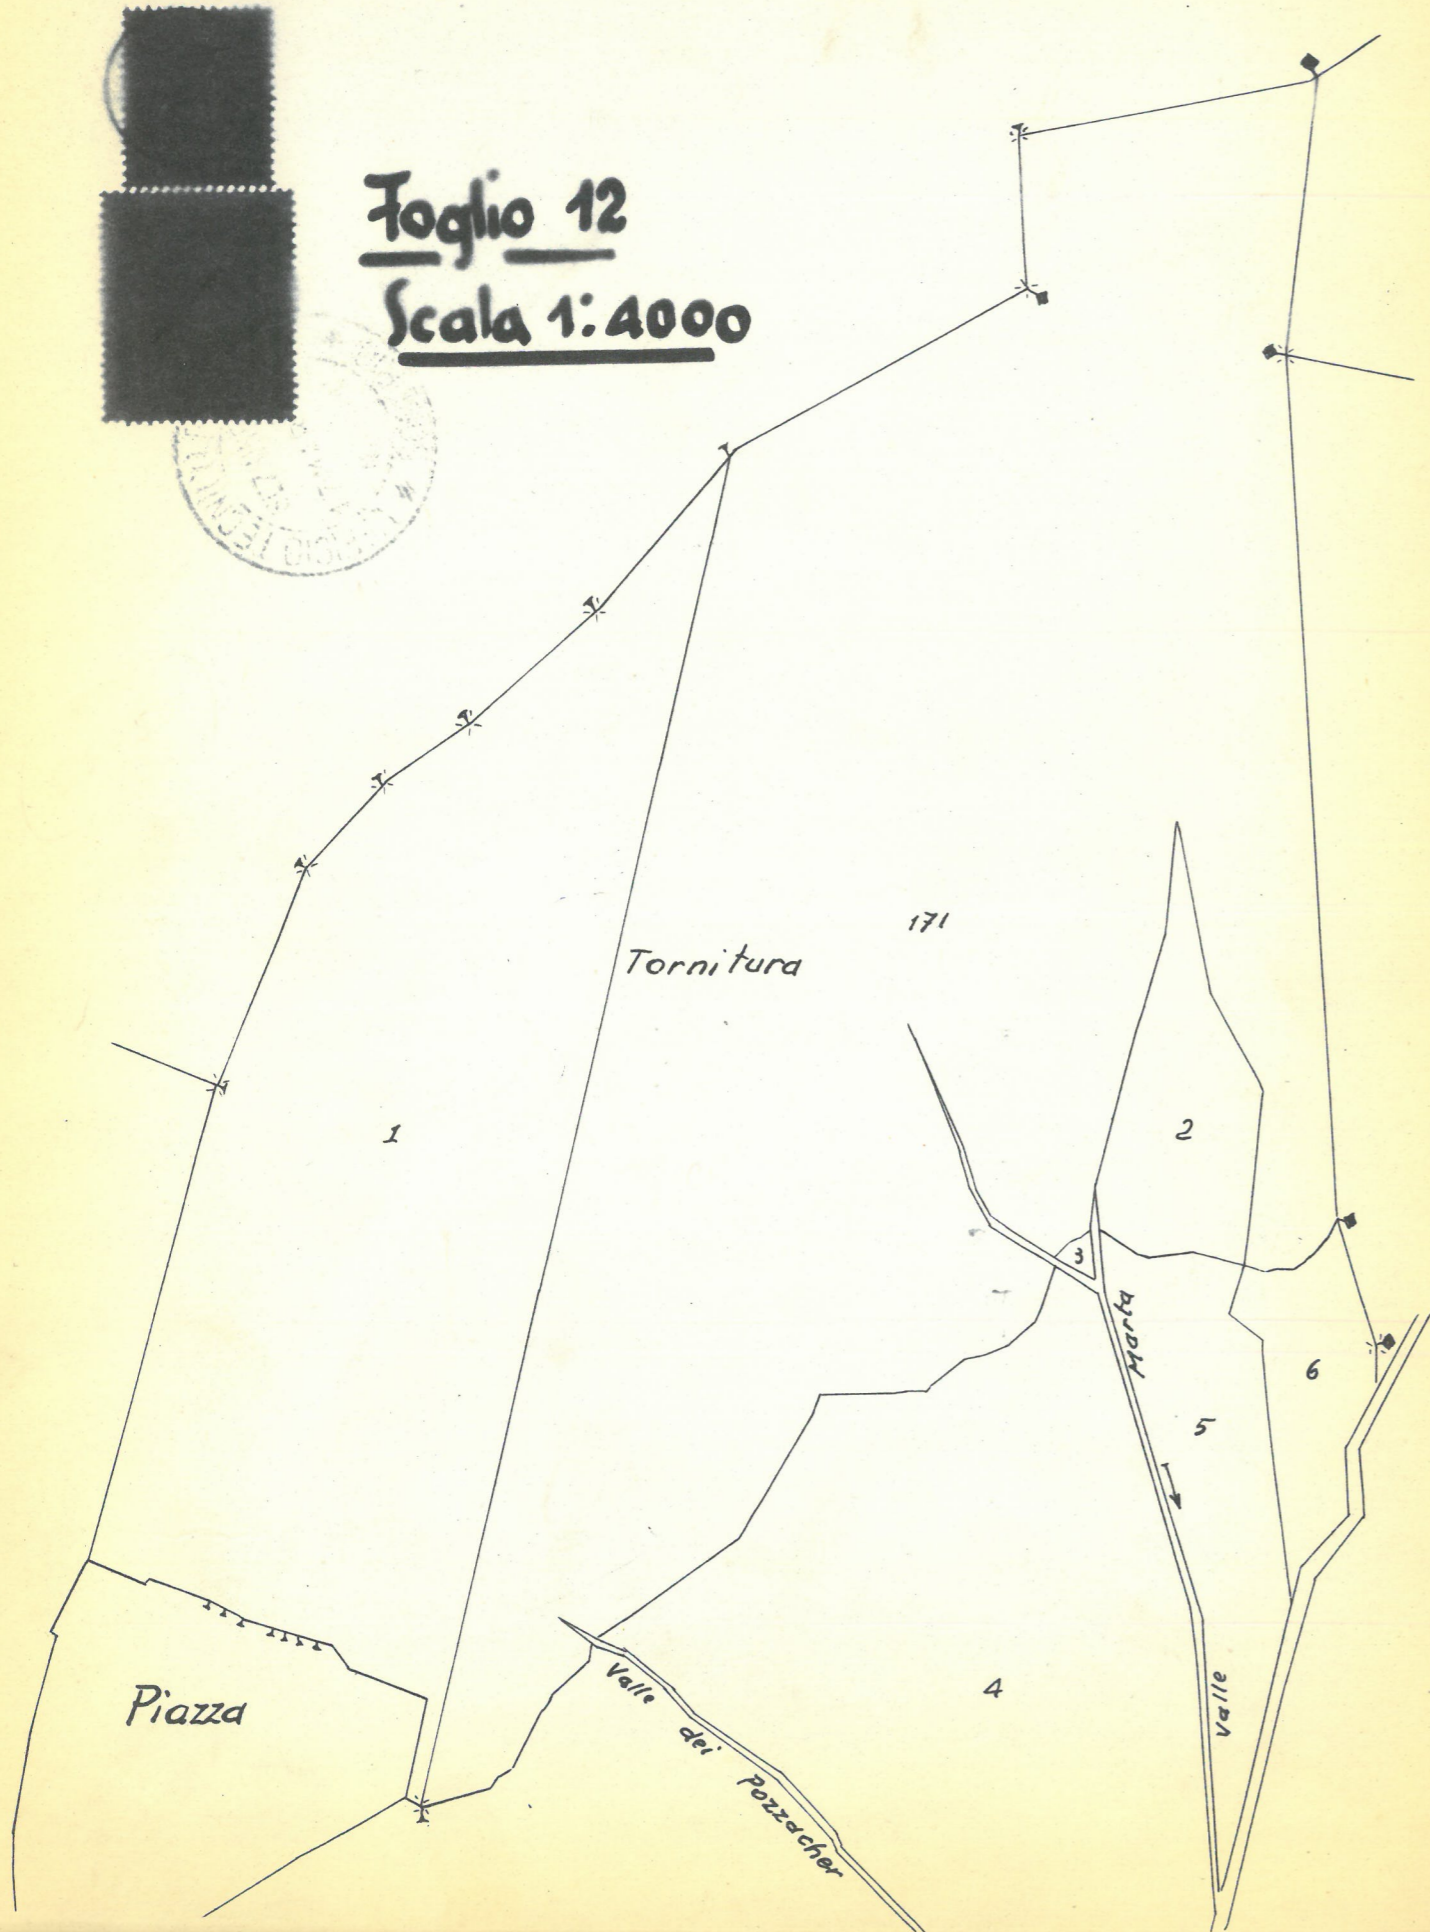 Foglio 12
Scala 1:4000
171
Tornitura
1
2
3
Marta
6
5
Valle
4
Piazza
Valle dei Pozzacher